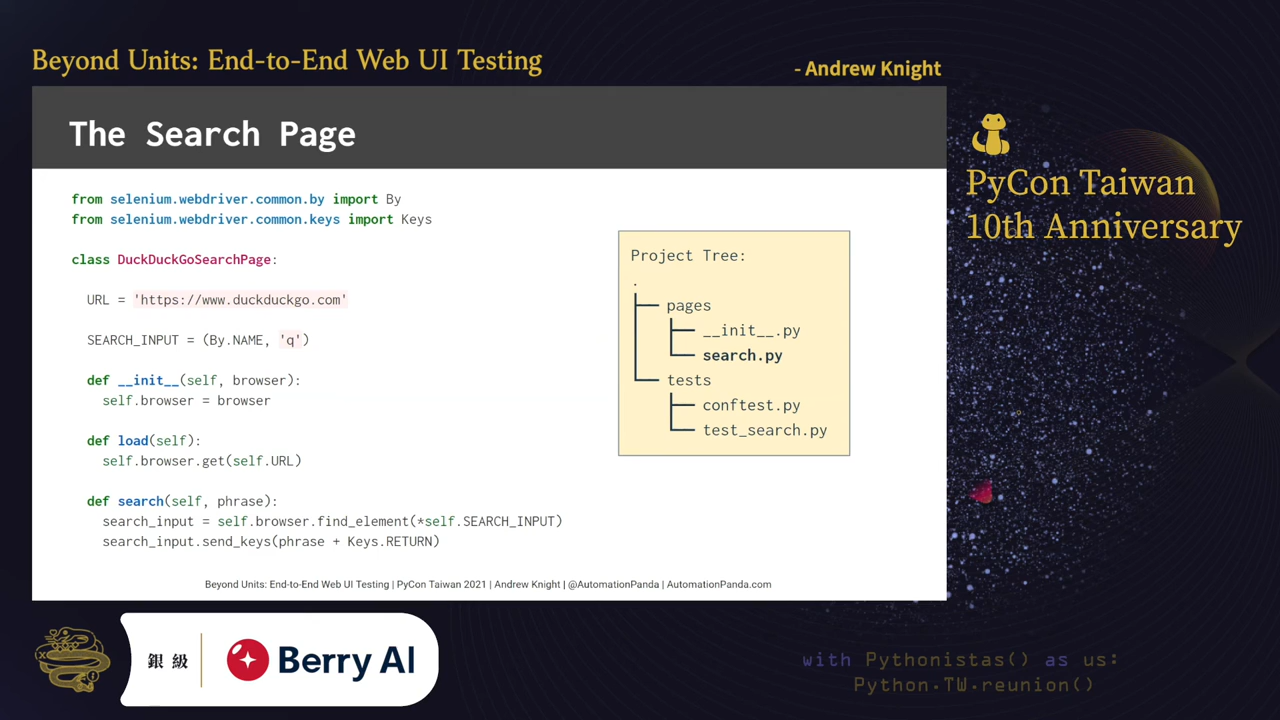 Beyond Units: End-to-End Web UI Testing
- Andrew Knight
The Search Page
from selenium.webdriver.common.by import By
from selenium.webdriver.common.keys import Keys
class DuckDuckGoSearchPage:
URL = 'https://www.duckduckgo.com'
SEARCH_INPUT = (By.NAME, 'q')
def __init__(self, browser):
self.browser = browser
def load(self):
self.browser.get(self.URL)
def search(self, phrase):
search_input = self.browser.find_element(*self.SEARCH_INPUT)
search_input.send_keys(phrase + Keys.RETURN)
Project Tree:
.
├── pages
├── __init__.py
└── search.py
└── tests
├── conftest.py
└── test_search.py
Beyond Units: End-to-End Web UI Testing | PyCon Taiwan 2021 | Andrew Knight | @AutomationPanda | AutomationPanda.com
PyCon Taiwan
10th Anniversary
銀級
Berry AI
with Pythonistas() as us:
Python.TW.reunion()